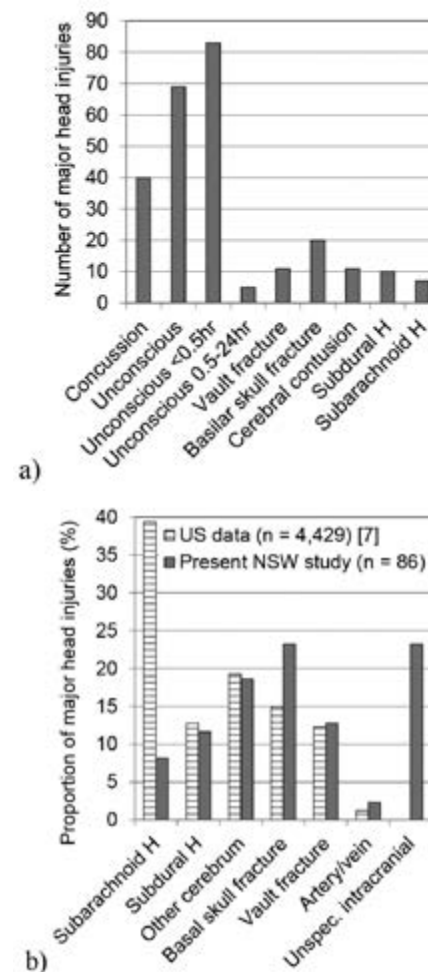 90
80
70
60
50
40
30
20
10
0
Number of major head injuries
Concussion
Unconscious
Unconscious <0.5hr
Unconscious 0.5-24hr
Vault fracture
Basilar skull fracture
Cerebral contusion
Subdural H
Subarachnoid H
a)
40
35
30
25
20
15
10
5
0
Proportion of major head injuries (%)
US data (n = 4,429) [7]
Present NSW study (n = 86)
Subarachnoid H
Subdural H
Other cerebrum
Basal skull fracture
Vault fracture
Artery/vein
Unspec. intracranial
b)